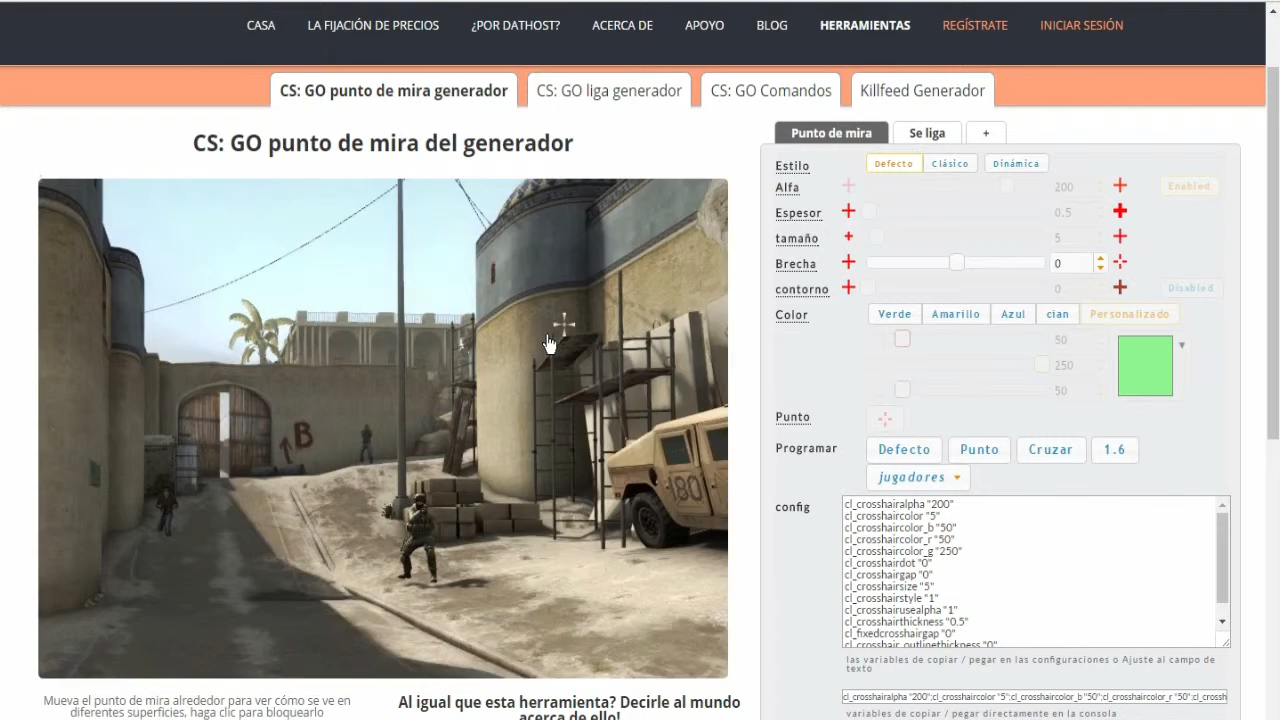 CASA LA FIJACIÓN DE PRECIOS ¿POR DATHOST? ACERCA DE APOYO BLOG HERRAMIENTAS REGÍSTRATE INICIAR SESIÓN
CS: GO punto de mira generador CS: GO liga generador CS: GO Comandos Killfeed Generador
CS: GO punto de mira del generador
B
180
Mueva el punto de mira alrededor para ver cómo se ve en
diferentes superficies, haga clic para bloquearlo
Al igual que esta herramienta? Decirle al mundo
acerca de ello!
Punto de mira Se liga +
Estilo Defecto Clásico Dinámica
Alfa 200 Enabled
Espesor 0.5
tamaño 5
Brecha 0
contorno 0 Disabled
Color Verde Amarillo Azul cian Personalizado
50
250
50
Punto
Programar Defecto Punto Cruzar 1.6
jugadores
config
cl_crosshairalpha "200"
cl_crosshaircolor "5"
cl_crosshaircolor_b "50"
cl_crosshaircolor_r "50"
cl_crosshaircolor_g "250"
cl_crosshairdot "0"
cl_crosshairgap "0"
cl_crosshairsize "5"
cl_crosshairstyle "1"
cl_crosshairusealpha "1"
cl_crosshairthickness "0.5"
cl_fixedcrosshairgap "0"
cl_crosshair_outlinethickness "0"
las variables de copiar / pegar en las configuraciones o Ajuste al campo de
texto
cl_crosshairalpha "200";cl_crosshaircolor "5";cl_crosshaircolor_b "50";cl_crosshaircolor_r "50";cl_crossh
variables de copiar / pegar directamente en la consola